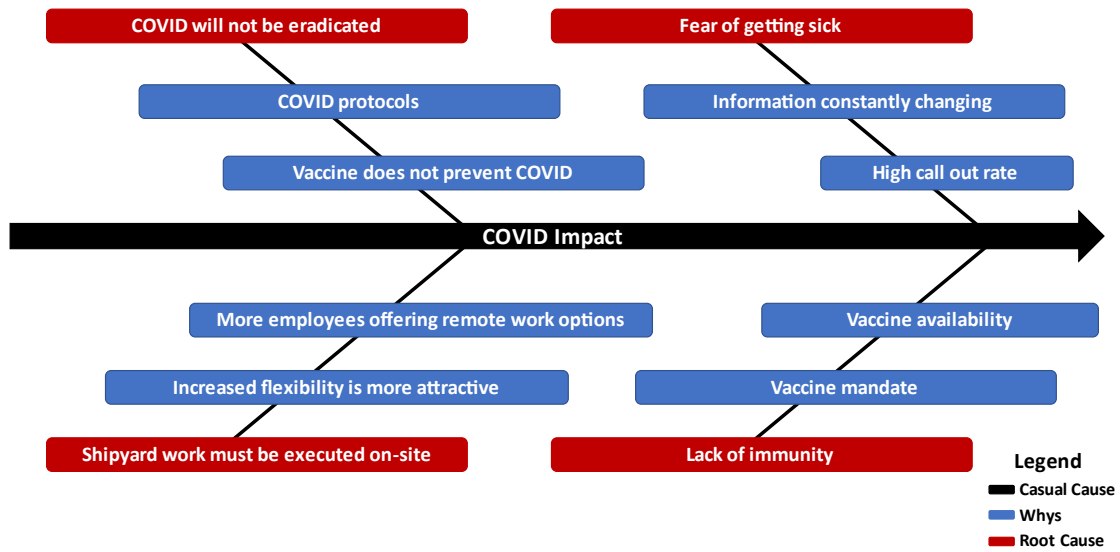 COVID will not be eradicated
Fear of getting sick
COVID protocols
Information constantly changing
Vaccine does not prevent COVID
High call out rate
COVID Impact
More employees offering remote work options
Vaccine availability
Increased flexibility is more attractive
Vaccine mandate
Shipyard work must be executed on-site
Lack of immunity
Legend
Casual Cause
Whys
Root Cause